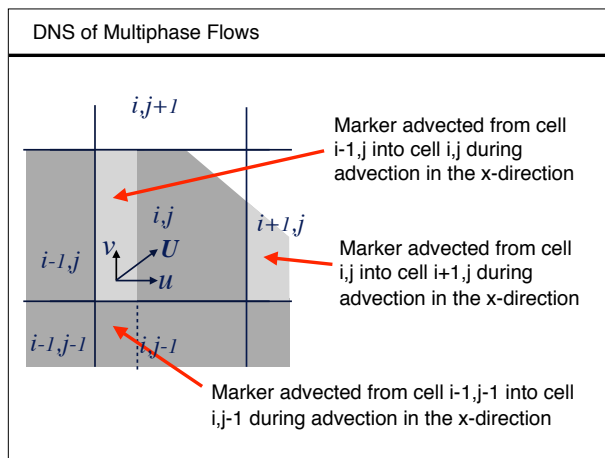 DNS of Multiphase Flows
i,j+1
Marker advected from cell
i-1,j into cell i,j during
advection in the x-direction
i,j
i+1,j
i-1,j
v
U
u
Marker advected from cell
i,j into cell i+1,j during
advection in the x-direction
i-1,j-1
i,j-1
Marker advected from cell i-1,j-1 into cell
i,j-1 during advection in the x-direction